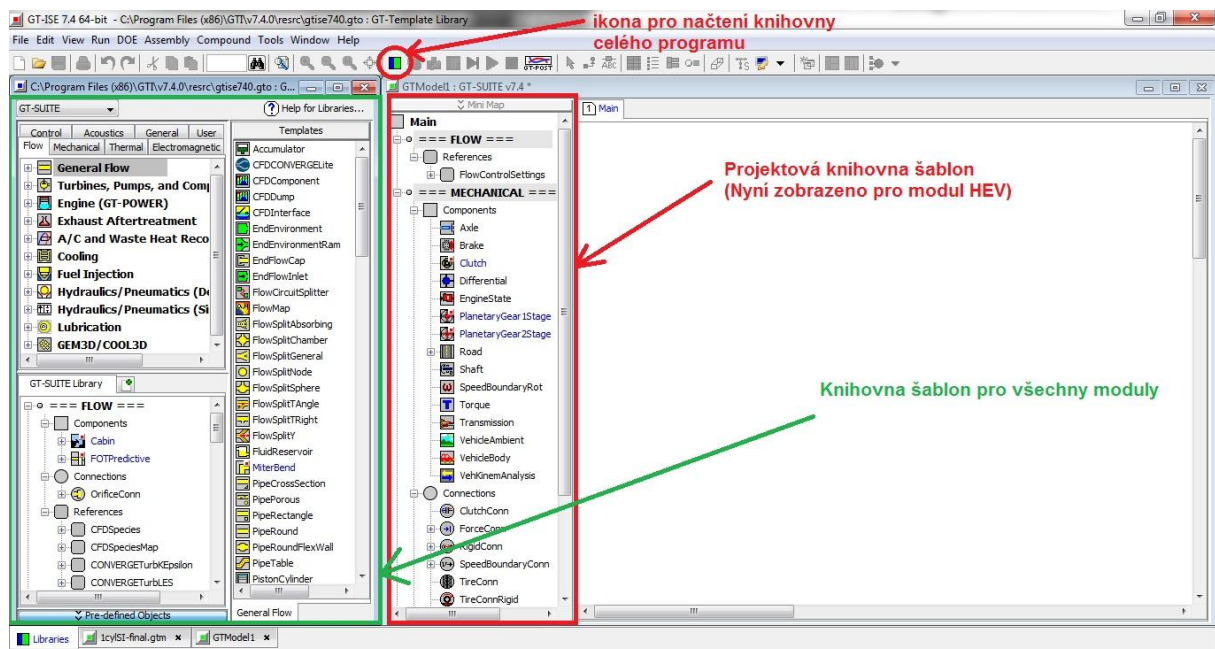 GT-ISE 7.4 64-bit - C:\Program Files (x86)\GTI\v7.4.0\resrc\gtise740.gto : GT-Template Library
ikona pro načtení knihovny
celého programu
File Edit View Run DOE Assembly Compound Tools Window Help
GT-POST
C:\Program Files (x86)\GTI\v7.4.0\resrc\gtise740.gto : G...
GTModel1 : GT-SUITE v7.4 *
GT-SUITE
Help for Libraries...
Control Acoustics General User
Flow Mechanical Thermal Electromagnetic
General Flow
Turbines, Pumps, and Comp
Engine (GT-POWER)
Exhaust Aftertreatment
A/C and Waste Heat Reco
Cooling
Fuel Injection
Hydraulics/Pneumatics (De
Hydraulics/Pneumatics (Si
Lubrication
GEM3D/COOL3D
GT-SUITE Library
=== FLOW ===
Components
Cabin
FOTPredictive
Connections
OrificeConn
References
CFDSpecies
CFDSpeciesMap
CONVERGETurbKEpsilon
CONVERGETurbLES
Pre-defined Objects
Templates
Accumulator
CFDCONVERGELite
CFDComponent
CFDDump
CFDInterface
EndEnvironment
EndEnvironmentRam
EndFlowCap
EndFlowInlet
FlowCircuitSplitter
FlowMap
FlowSplitAbsorbing
FlowSplitChamber
FlowSplitGeneral
FlowSplitNode
FlowSplitSphere
FlowSplitTAngle
FlowSplitTRight
FlowSplitY
FluidReservoir
MiterBend
PipeCrossSection
PipePorous
PipeRectangle
PipeRound
PipeRoundFlexWall
PipeTable
PistonCylinder
General Flow
Mini Map
Main
=== FLOW ===
References
FlowControlSettings
=== MECHANICAL ===
Components
Axle
Brake
Clutch
Differential
EngineState
PlanetaryGear1Stage
PlanetaryGear2Stage
Road
Shaft
SpeedBoundaryRot
Torque
Transmission
VehicleAmbient
VehicleBody
VehKinemAnalysis
Connections
ClutchConn
ForceConn
RigidConn
SpeedBoundaryConn
TireConn
TireConnRigid
1 Main
Projektová knihovna šablon
(Nyní zobrazeno pro modul HEV)
Knihovna šablon pro všechny moduly
Libraries 1cylSI-final.gtm GTModel1